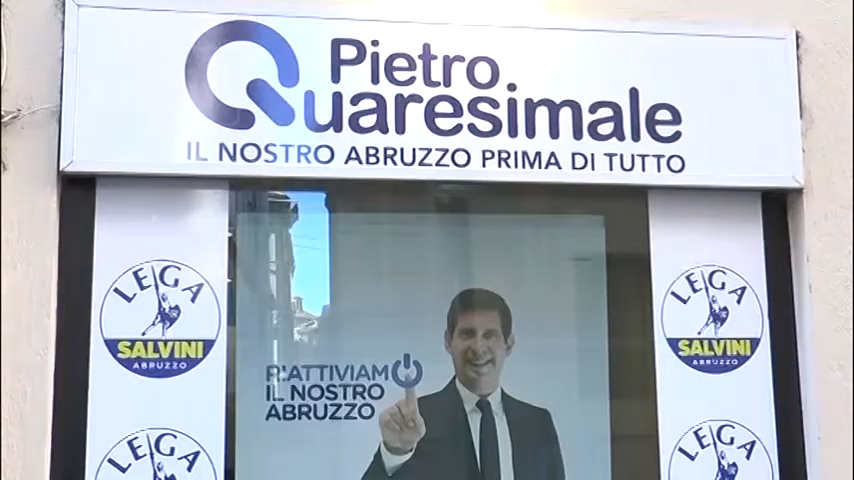 Pietro
Quaresimale
IL NOSTRO ABRUZZO PRIMA DI TUTTO
LEGA
SALVINI
ABRUZZO
LEGA
SALVINI
ABRUZZO
RIATTIVIAMO
IL NOSTRO
ABRUZZO
LEGA
LEGA